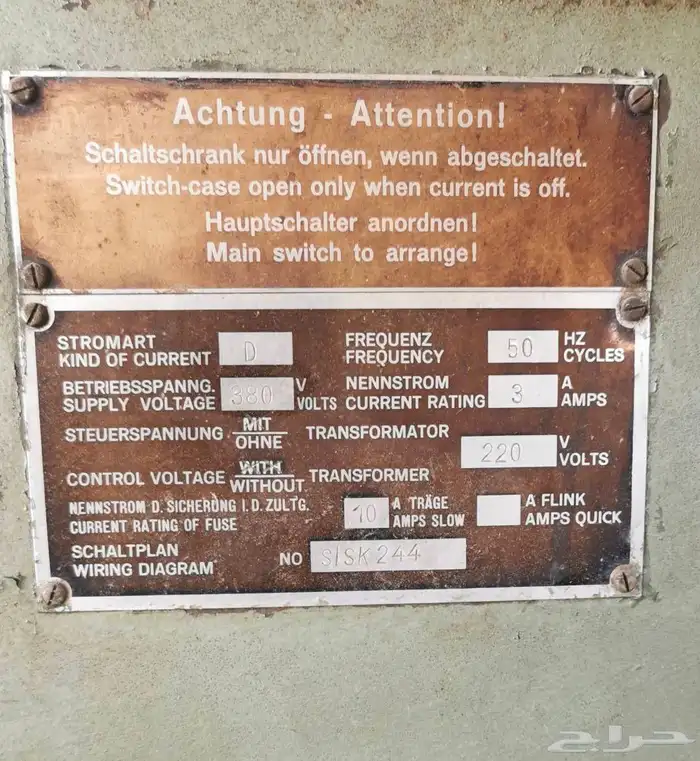 Achtung - Attention!
Schaltschrank nur öffnen, wenn abgeschaltet.
Switch-case open only when current is off.
Hauptschalter anordnen!
Main switch to arrange!
STROMART
KIND OF CURRENT D
FREQUENZ
FREQUENCY 50 HZ
CYCLES
BETRIEBSSPANNG.
SUPPLY VOLTAGE 380 V
VOLTS
NENNSTROM
CURRENT RATING 3 A
AMPS
STEUERSPANNUNG MIT
OHNE TRANSFORMATOR
CONTROL VOLTAGE WITH
WITHOUT TRANSFORMER
220 V
VOLTS
NENNSTROM D. SICHERUNG I.D. ZULTG.
CURRENT RATING OF FUSE
10 A TRÄGE
AMPS SLOW
A FLINK
AMPS QUICK
SCHALTPLAN
WIRING DIAGRAM NO S/SK 244
حراج